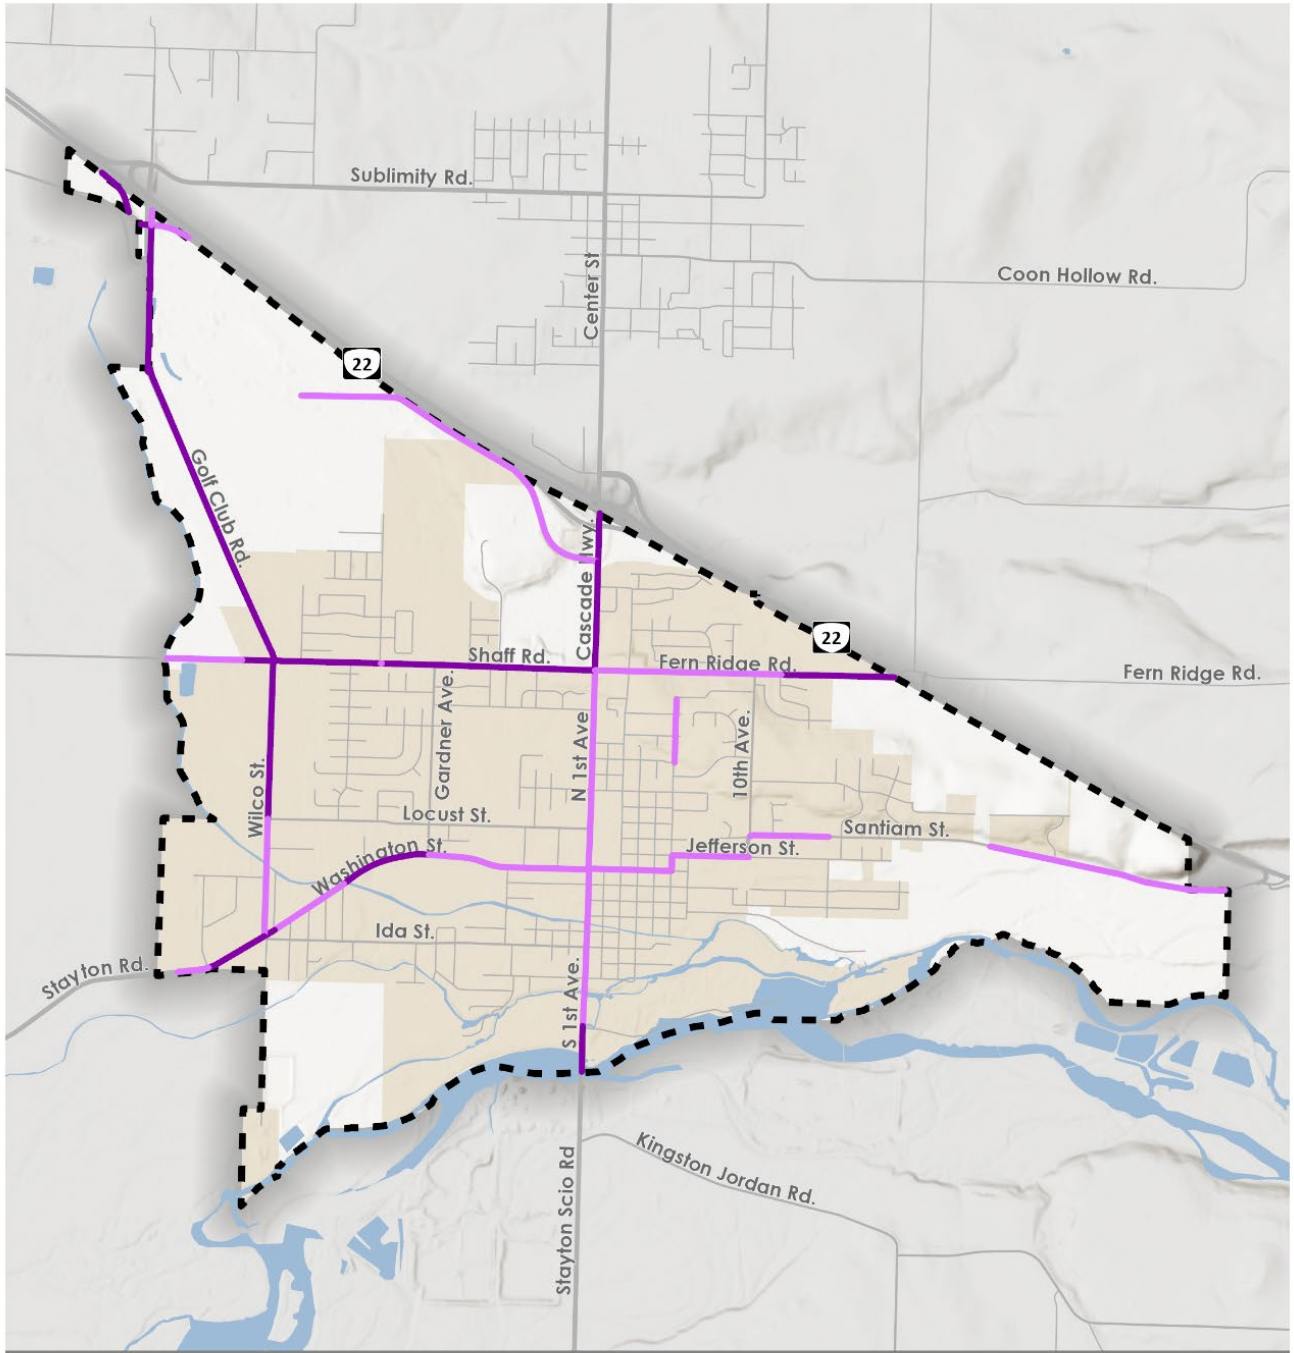 Sublimity Rd.
Center St
Coon Hollow Rd.
22
Golf Club Rd.
Cascade Hwy.
22
Shaff Rd.
Fern Ridge Rd.
Fern Ridge Rd.
Gardner Ave.
N 1st Ave.
10th Ave.
Wilco St.
Locust St.
Santiam St.
Jefferson St.
Washington St.
Ida St.
Stayton Rd.
S 1st Ave.
Kingston Jordan Rd.
Stayton Scio Rd